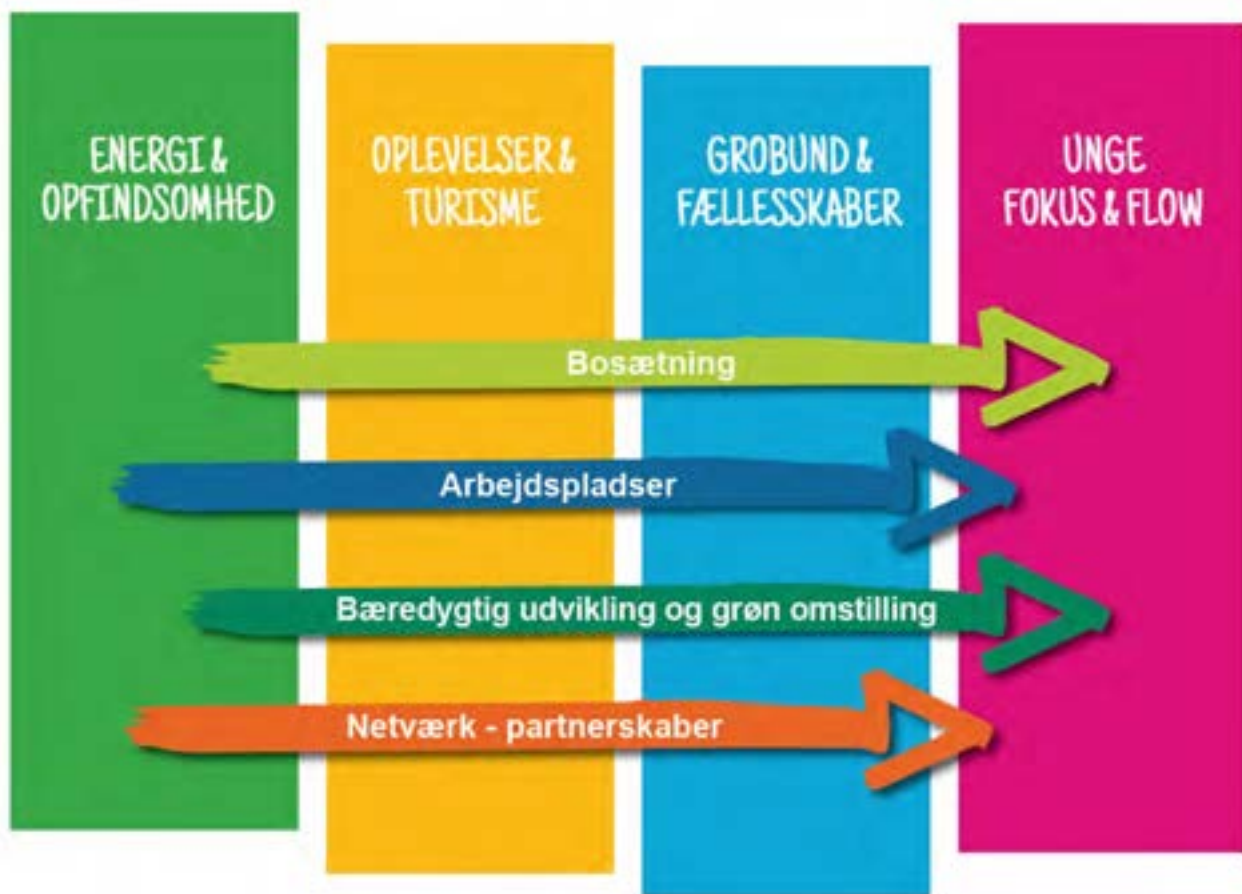 ENERGI &
OPFINDSOMHED
OPLEVELSER &
TURISME
GROBUND &
FÆLLESSKABER
UNGE
FOKUS & FLOW
Bosætning
Arbejdspladser
Bæredygtig udvikling og grøn omstilling
Netværk - partnerskaber